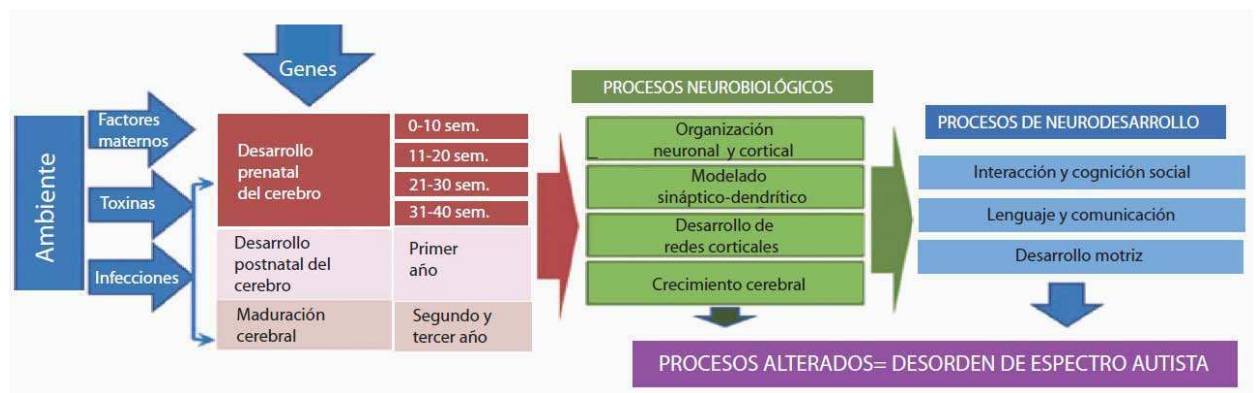 Genes
Ambiente
Factores
maternos
Toxinas
Infecciones
Desarrollo
prenatal
del cerebro
0-10 sem.
11-20 sem.
21-30 sem.
31-40 sem.
Desarrollo
postnatal del
cerebro
Primer
año
Maduración
cerebral
Segundo y
tercer año
PROCESOS NEUROBIOLÓGICOS
Organización
neuronal y cortical
Modelado
sináptico-dendrítico
Desarrollo de
redes corticales
Crecimiento cerebral
PROCESOS DE NEURODESARROLLO
Interacción y cognición social
Lenguaje y comunicación
Desarrollo motriz
PROCESOS ALTERADOS= DESORDEN DE ESPECTRO AUTISTA